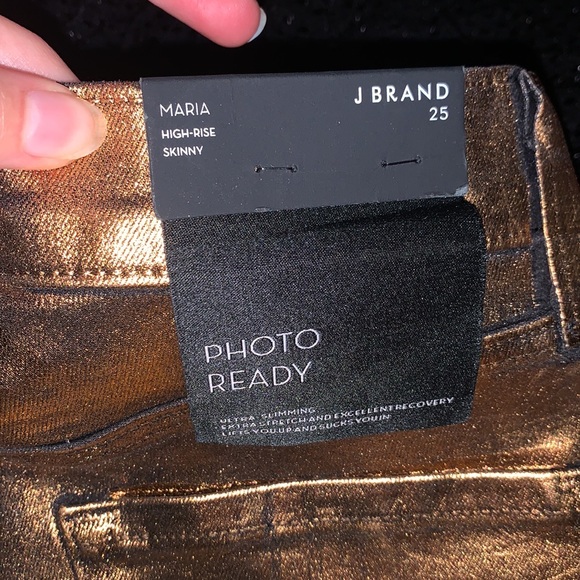 MARIA
HIGH-RISE
SKINNY
J BRAND
25
PHOTO
READY
ULTRA-SLIMMING
EXTRA STRETCH AND EXCELLENT RECOVERY
LIFTS YOU UP AND SUCKS YOU IN